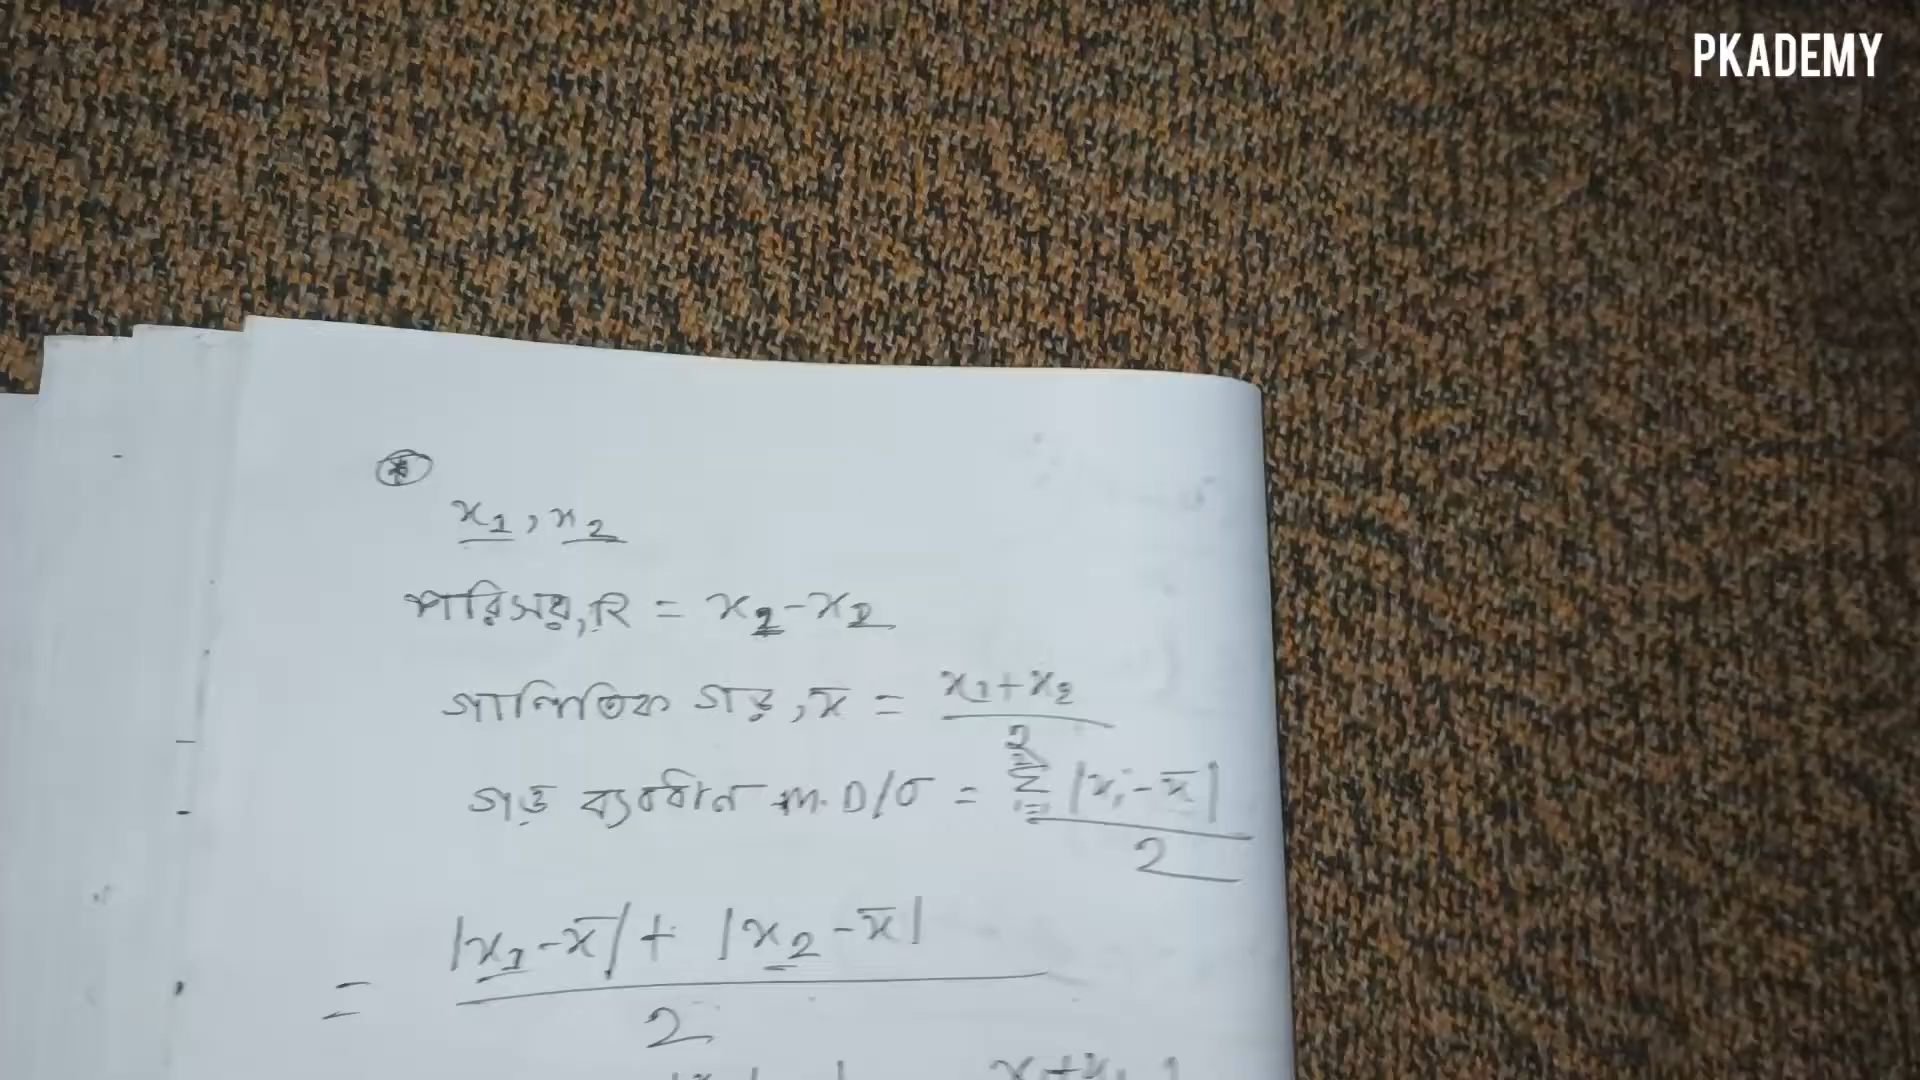 PKADEMY
*
x₁, x₂
পরিসর, R = x₂ - x₁
গাণিতিক গড়, x̄ = (x₁+x₂)/2
গড় ব্যবধান M.D/σ = Σ |xᵢ - x̄| / 2
= (|x₁ - x̄| + |x₂ - x̄|) / 2